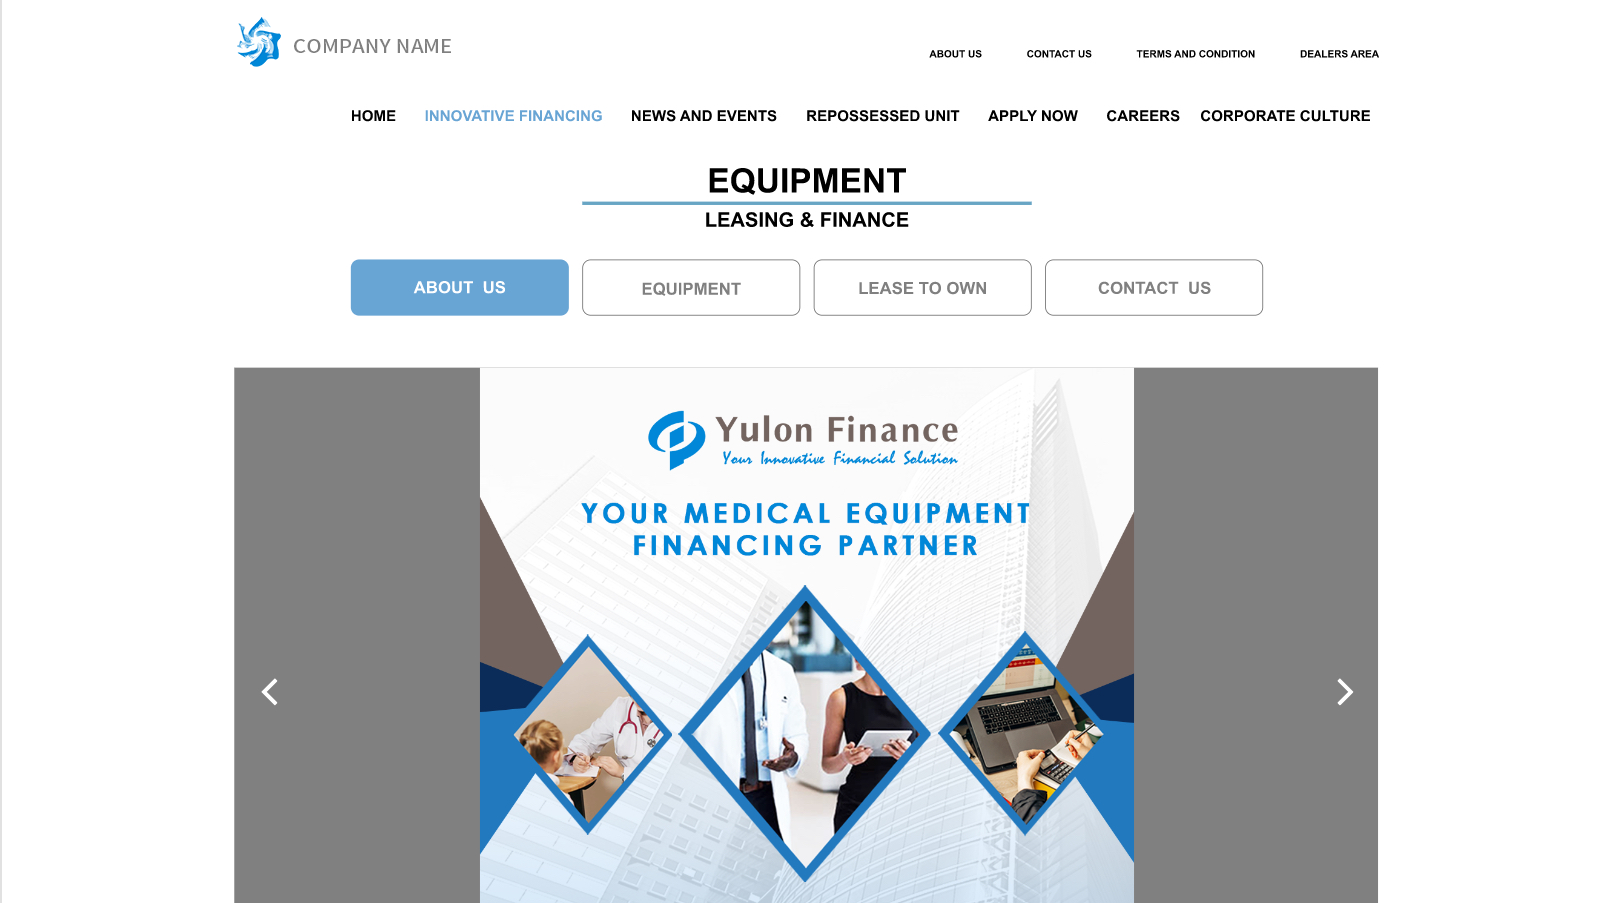 COMPANY NAME
ABOUT US CONTACT US TERMS AND CONDITION DEALERS AREA
HOME INNOVATIVE FINANCING NEWS AND EVENTS REPOSSESSED UNIT APPLY NOW CAREERS CORPORATE CULTURE
EQUIPMENT
LEASING & FINANCE
ABOUT US EQUIPMENT LEASE TO OWN CONTACT US
Yulon Finance
Your Innovative Financial Solution
YOUR MEDICAL EQUIPMENT
FINANCING PARTNER